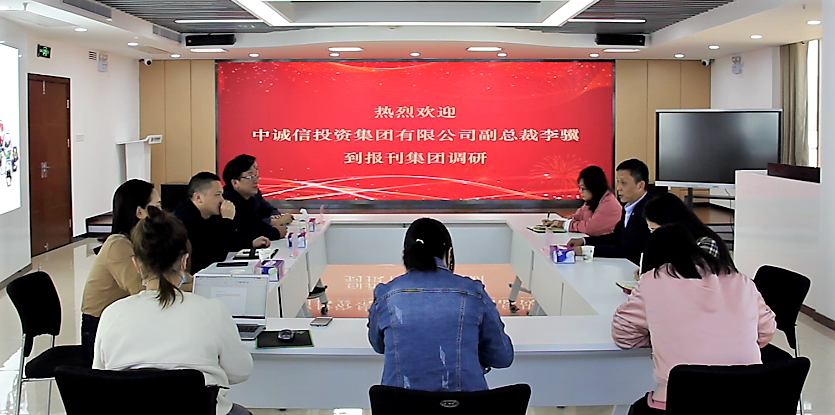 热烈欢迎
中诚信投资集团有限公司副总裁李骥
到报刊集团调研